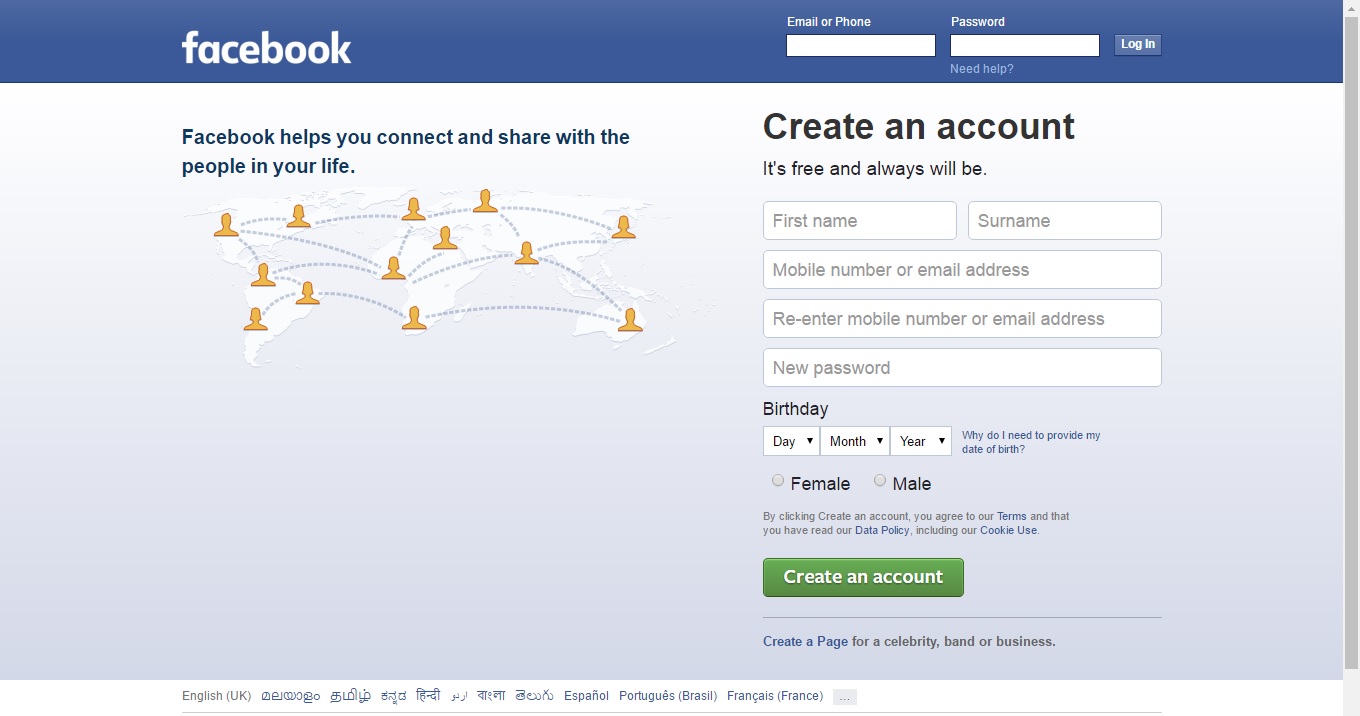 facebook
Email or Phone
Password
Log In
Need help?
Facebook helps you connect and share with the
people in your life.
Create an account
It's free and always will be.
First name
Surname
Mobile number or email address
Re-enter mobile number or email address
New password
Birthday
Day
Month
Year
Why do I need to provide my
date of birth?
Female
Male
By clicking Create an account, you agree to our Terms and that
you have read our Data Policy, including our Cookie Use.
Create an account
Create a Page for a celebrity, band or business.
English (UK) മലയാളം தமிழ் ಕನ್ನಡ हिन्दी اردو বাংলা తెలుగు Español Português (Brasil) Français (France) ...